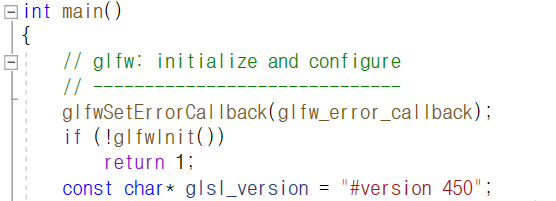 int main()
{
// glfw: initialize and configure
// ------------------------------
glfwSetErrorCallback(glfw_error_callback);
if (!glfwInit())
return 1;
const char* glsl_version = "#version 450";